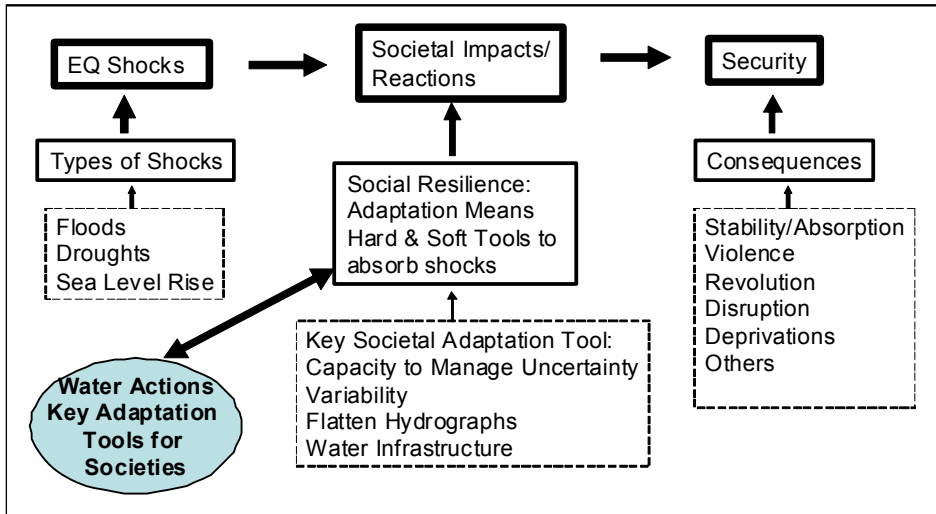 EQ Shocks
Societal Impacts/
Reactions
Security
Types of Shocks
Consequences
Social Resilience:
Adaptation Means
Hard & Soft Tools to
absorb shocks
Floods
Droughts
Sea Level Rise
Stability/Absorption
Violence
Revolution
Disruption
Deprivations
Others
Key Societal Adaptation Tool:
Capacity to Manage Uncertainty
Variability
Flatten Hydrographs
Water Infrastructure
Water Actions
Key Adaptation
Tools for
Societies